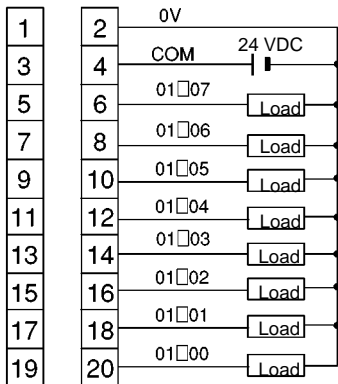 1 2 0V
3 4 COM 24 VDC
5 6 01□07 Load
7 8 01□06 Load
9 10 01□05 Load
11 12 01□04 Load
13 14 01□03 Load
15 16 01□02 Load
17 18 01□01 Load
19 20 01□00 Load